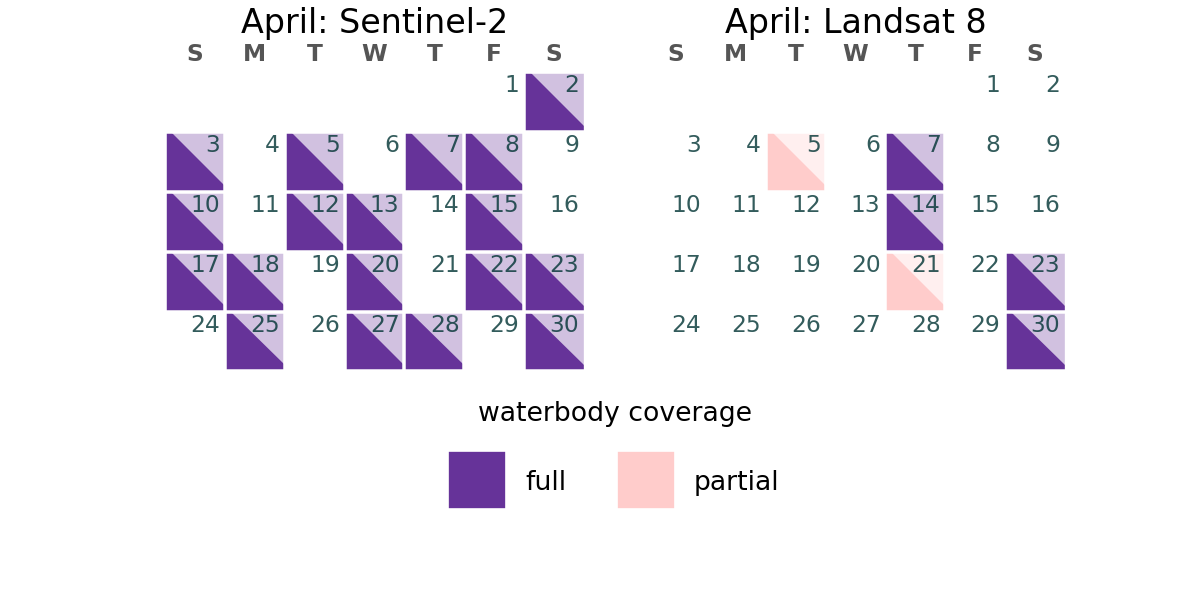 April: Sentinel-2
S M T W T F S
1 2
3 4 5 6 7 8 9
10 11 12 13 14 15 16
17 18 19 20 21 22 23
24 25 26 27 28 29 30
April: Landsat 8
S M T W T F S
1 2
3 4 5 6 7 8 9
10 11 12 13 14 15 16
17 18 19 20 21 22 23
24 25 26 27 28 29 30
waterbody coverage
full
partial